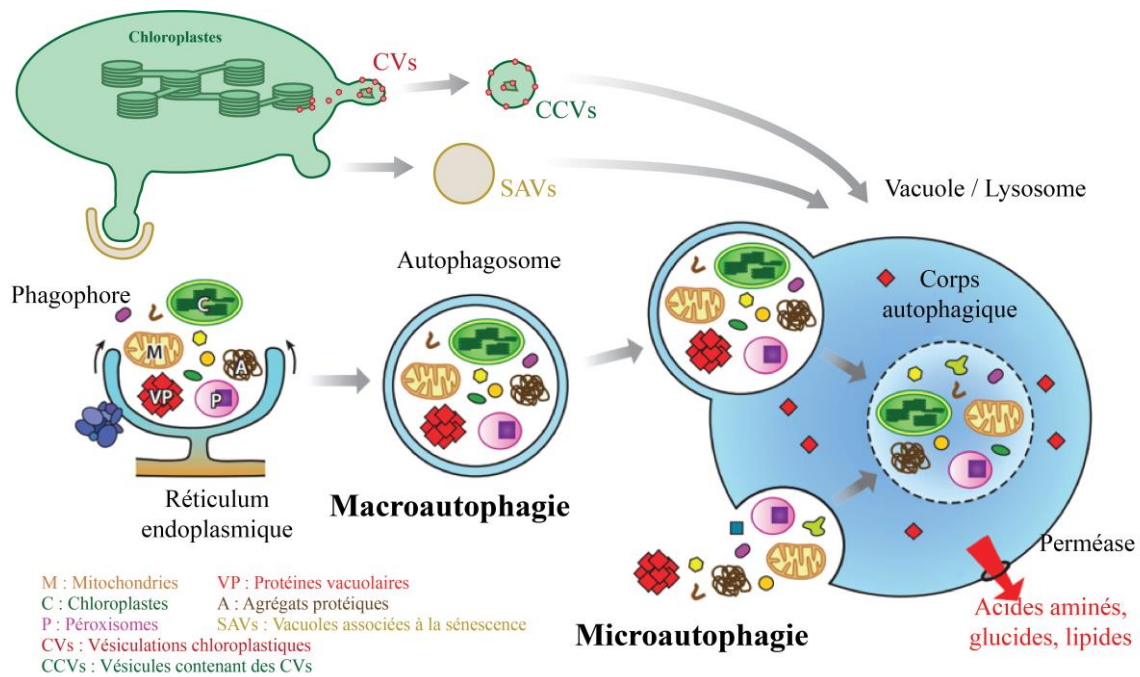 Chloroplastes
CVs
CCVs
SAVs
Vacuole / Lysosome
Phagophore
Autophagosome
Corps
autophagique
C
M
A
VP
P
Réticulum
endoplasmique
Macroautophagie
Perméase
Microautophagie
Acides aminés,
glucides, lipides
M : Mitochondries
VP : Protéines vacuolaires
C : Chloroplastes
A : Agrégats protéiques
P : Péroxisomes
SAVs : Vacuoles associées à la sénescence
CVs : Vésiculations chloroplastiques
CCVs : Vésicules contenant des CVs